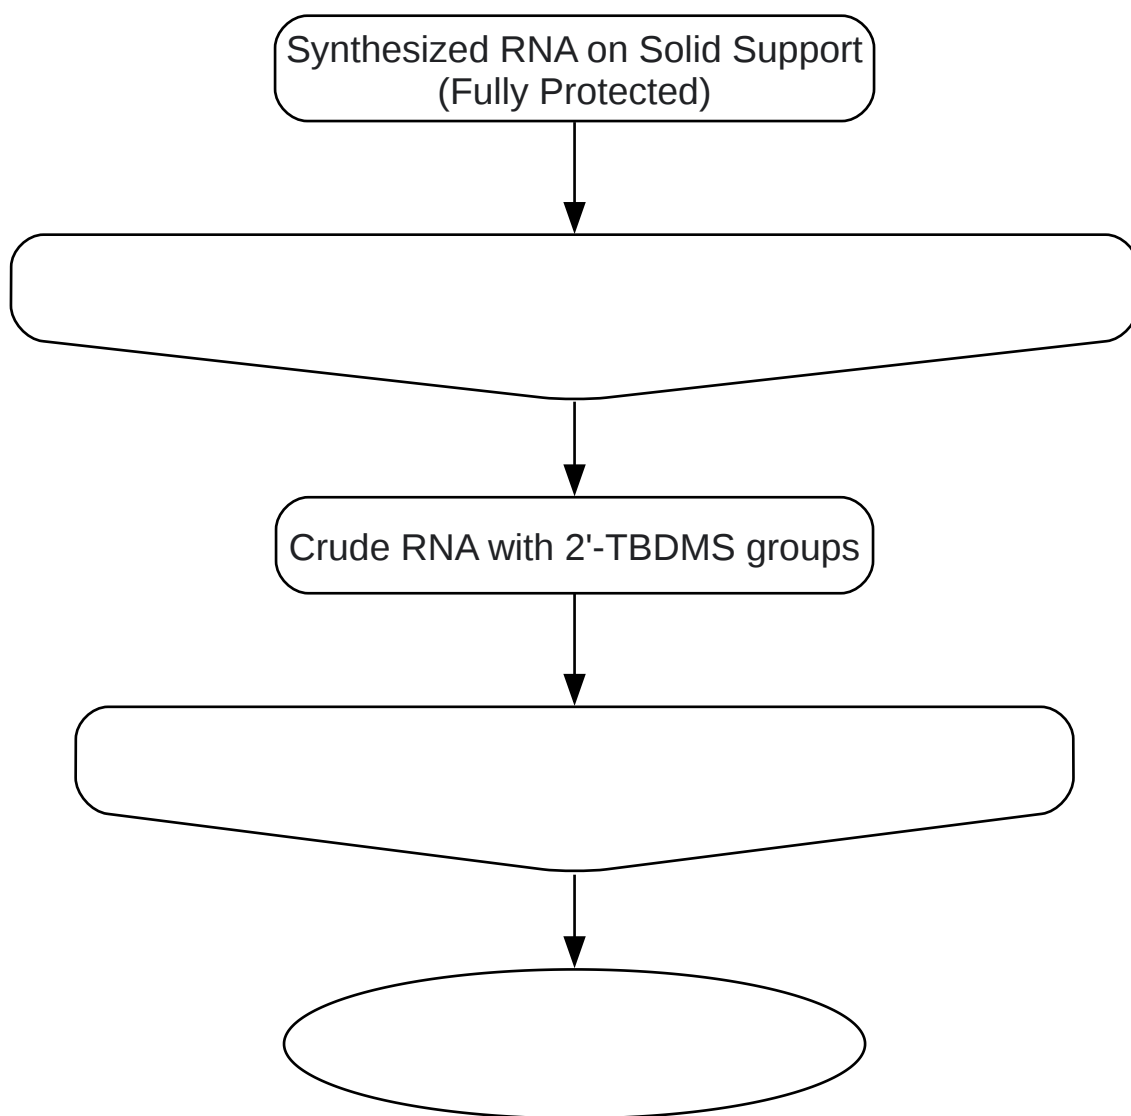 Synthesized RNA on Solid Support
(Fully Protected)
Crude RNA with 2'-TBDMS groups